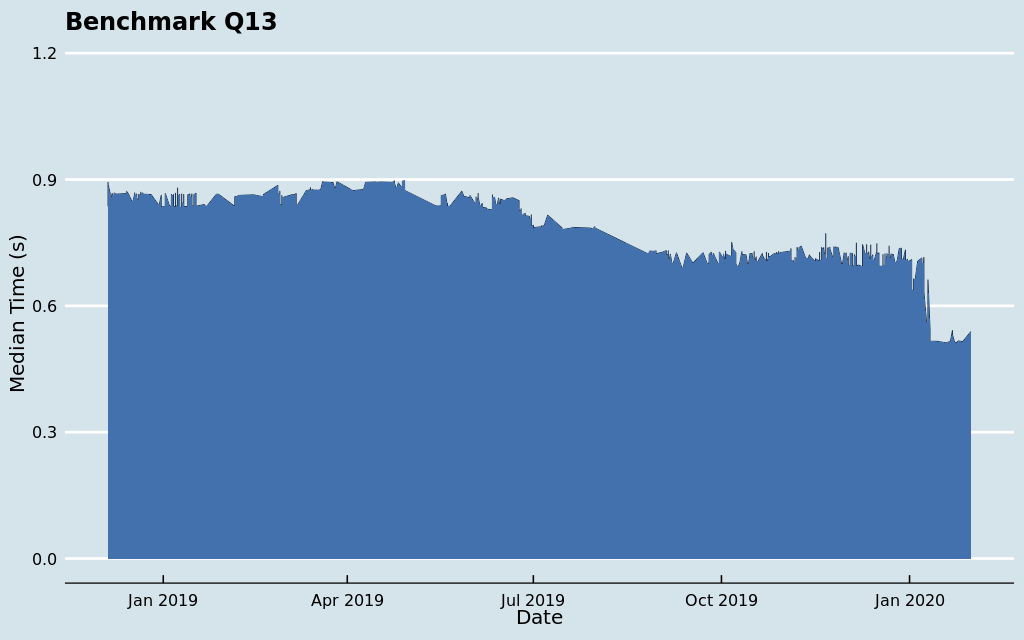 Benchmark Q13
1.2
0.9
0.6
0.3
0.0
Median Time (s)
Jan 2019
Apr 2019
Jul 2019
Oct 2019
Jan 2020
Date